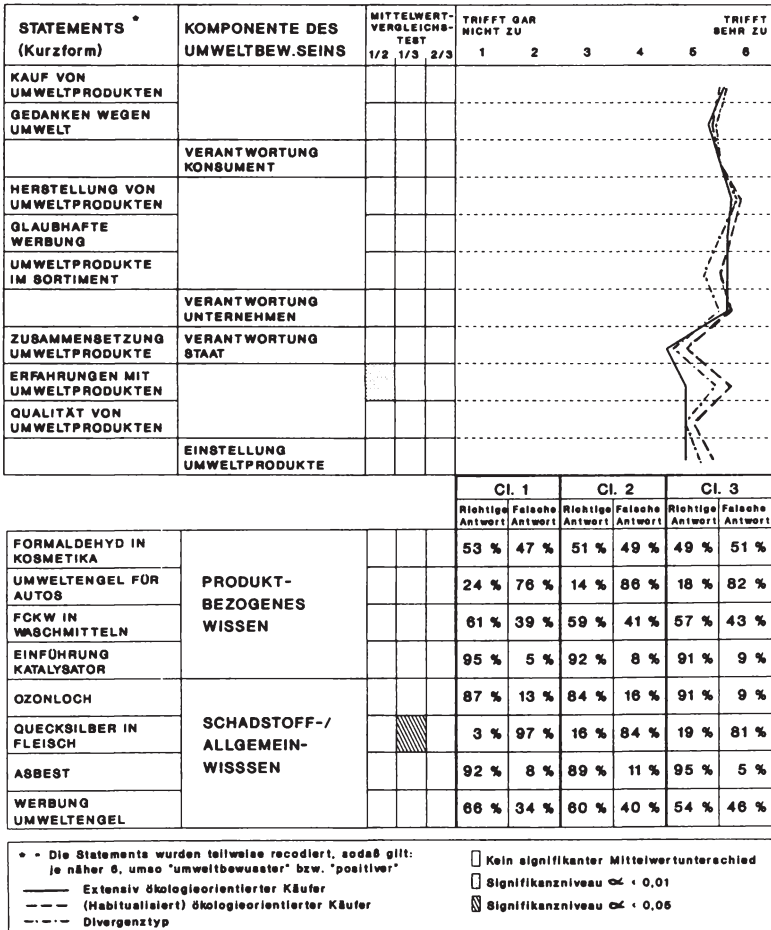 STATEMENTS *
(Kurzform)
KOMPONENTE DES
UMWELTBEW.SEINS
MITTELWERT-
VERGLEICHS-
TEST
1/2 1/3 2/3
TRIFFT GAR
NICHT ZU
TRIFFT
SEHR ZU
1 2 3 4 5 6
KAUF VON
UMWELTPRODUKTEN
GEDANKEN WEGEN
UMWELT
VERANTWORTUNG
KONSUMENT
HERSTELLUNG VON
UMWELTPRODUKTEN
GLAUBHAFTE
WERBUNG
UMWELTPRODUKTE
IM SORTIMENT
VERANTWORTUNG
UNTERNEHMEN
ZUSAMMENSETZUNG
UMWELTPRODUKTE
VERANTWORTUNG
STAAT
ERFAHRUNGEN MIT
UMWELTPRODUKTEN
QUALITÄT VON
UMWELTPRODUKTEN
EINSTELLUNG
UMWELTPRODUKTE
Cl. 1 Cl. 2 Cl. 3
Richtige Falsche Richtige Falsche Richtige Falsche
Antwort Antwort Antwort Antwort Antwort Antwort
FORMALDEHYD IN
KOSMETIKA
53 % 47 % 51 % 49 % 49 % 51 %
UMWELTENGEL FÜR
AUTOS
24 % 76 % 14 % 86 % 18 % 82 %
PRODUKT-
BEZOGENES
WISSEN
FCKW IN
WASCHMITTELN
61 % 39 % 59 % 41 % 57 % 43 %
EINFÜHRUNG
KATALYSATOR
95 % 5 % 92 % 8 % 91 % 9 %
OZONLOCH
87 % 13 % 84 % 16 % 91 % 9 %
SCHADSTOFF-/
ALLGEMEIN-
WISSSEN
QUECKSILBER IN
FLEISCH
3 % 97 % 16 % 84 % 19 % 81 %
ASBEST
92 % 8 % 89 % 11 % 95 % 5 %
WERBUNG
UMWELTENGEL
66 % 34 % 60 % 40 % 54 % 46 %
* - Die Statements wurden teilweise recodiert, sodaß gilt:
je näher 6, umso "umweltbewusster" bzw. "positiver"
Extensiv ökologieorientierter Käufer
(Habitualisiert) ökologieorientierter Käufer
Divergenztyp
Kein signifikanter Mittelwertunterschied
Signifikanzniveau α < 0,01
Signifikanzniveau α < 0,05